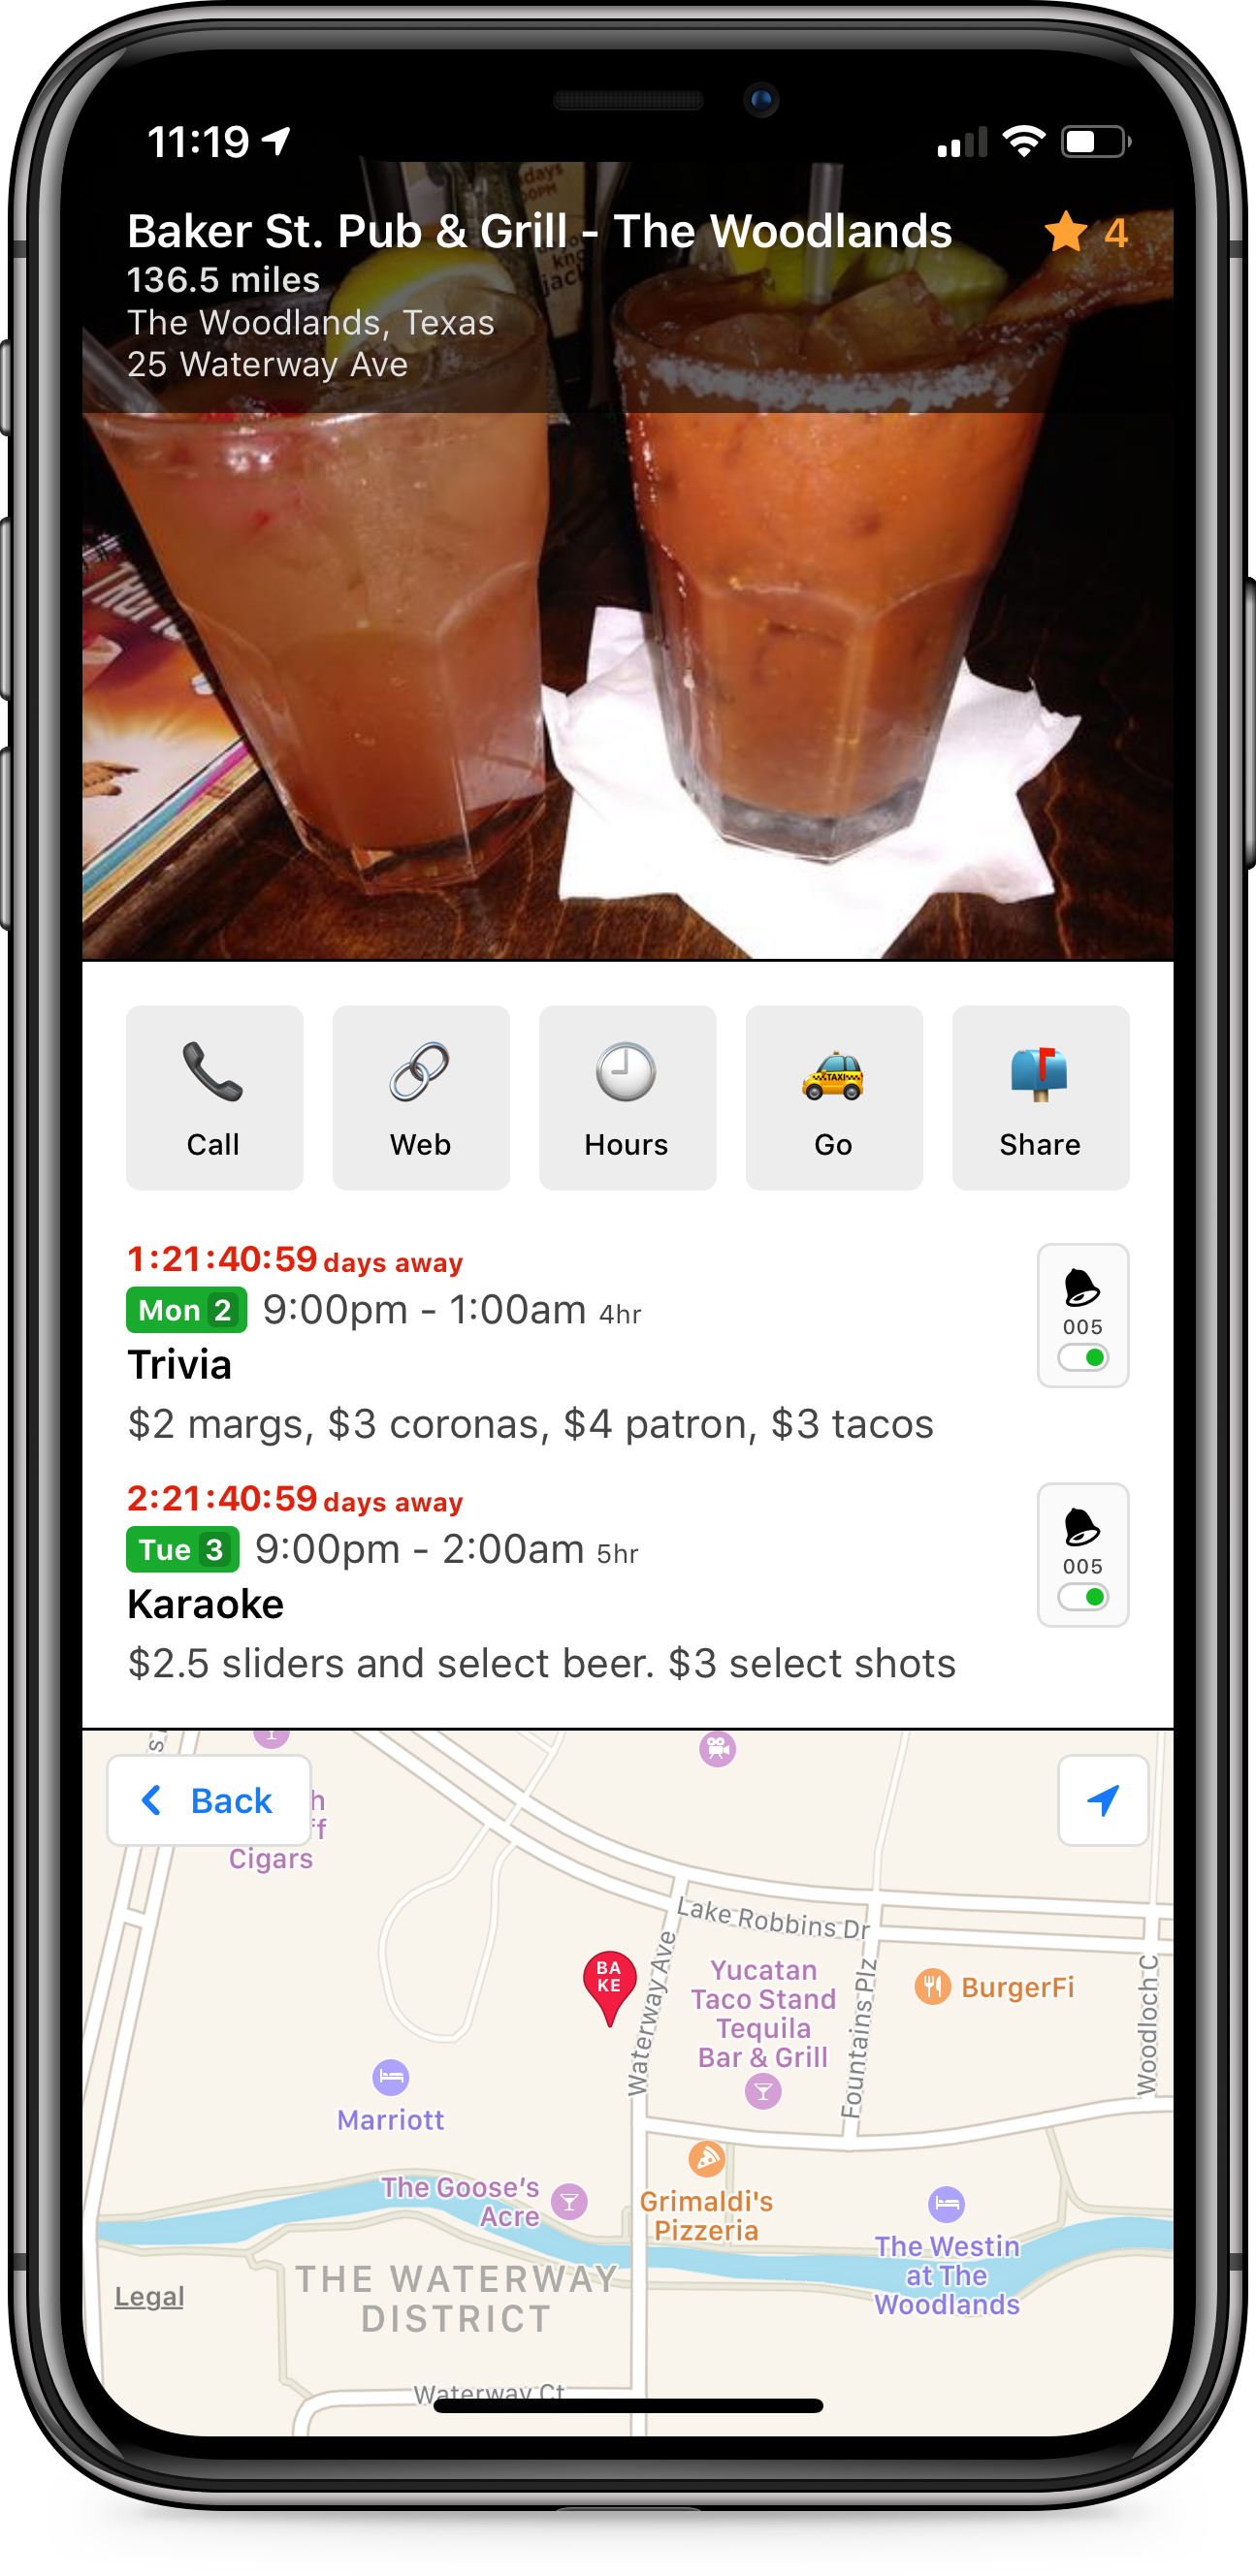 11:19
Baker St. Pub & Grill - The Woodlands
4
136.5 miles
The Woodlands, Texas
25 Waterway Ave
Call
Web
Hours
TAXI
Go
Share
1:21:40:59 days away
Mon 2 9:00pm - 1:00am 4hr
005
Trivia
$2 margs, $3 coronas, $4 patron, $3 tacos
2:21:40:59 days away
Tue 3 9:00pm - 2:00am 5hr
005
Karaoke
$2.5 sliders and select beer. $3 select shots
Back
Cigars
Lake Robbins Dr
BA
KE
Waterway Ave
Yucatan
Taco Stand
Tequila
Bar & Grill
Fountains Plz
BurgerFi
Woodloch C
Marriott
The Goose's
Acre
Grimaldi's
Pizzeria
The Westin
at The
Woodlands
THE WATERWAY
DISTRICT
Legal
Waterway Ct